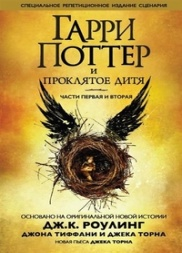 СПЕЦИАЛЬНОЕ РЕПЕТИЦИОННОЕ ИЗДАНИЕ СЦЕНАРИЯ
ГАРРИ
ПОТТЕР
И
ПРОКЛЯТОЕ ДИТЯ
ЧАСТИ ПЕРВАЯ И ВТОРАЯ
ОСНОВАНО НА ОРИГИНАЛЬНОЙ НОВОЙ ИСТОРИИ
ДЖ.К. РОУЛИНГ
ДЖОНА ТИФФАНИ И ДЖЕКА ТОРНА
НОВАЯ ПЬЕСА ДЖЕКА ТОРНА